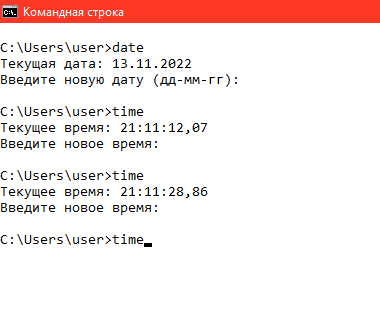 Командная строка
C:\Users\user>date
Текущая дата: 13.11.2022
Введите новую дату (дд-мм-гг):
C:\Users\user>time
Текущее время: 21:11:12,07
Введите новое время:
C:\Users\user>time
Текущее время: 21:11:28,86
Введите новое время:
C:\Users\user>time